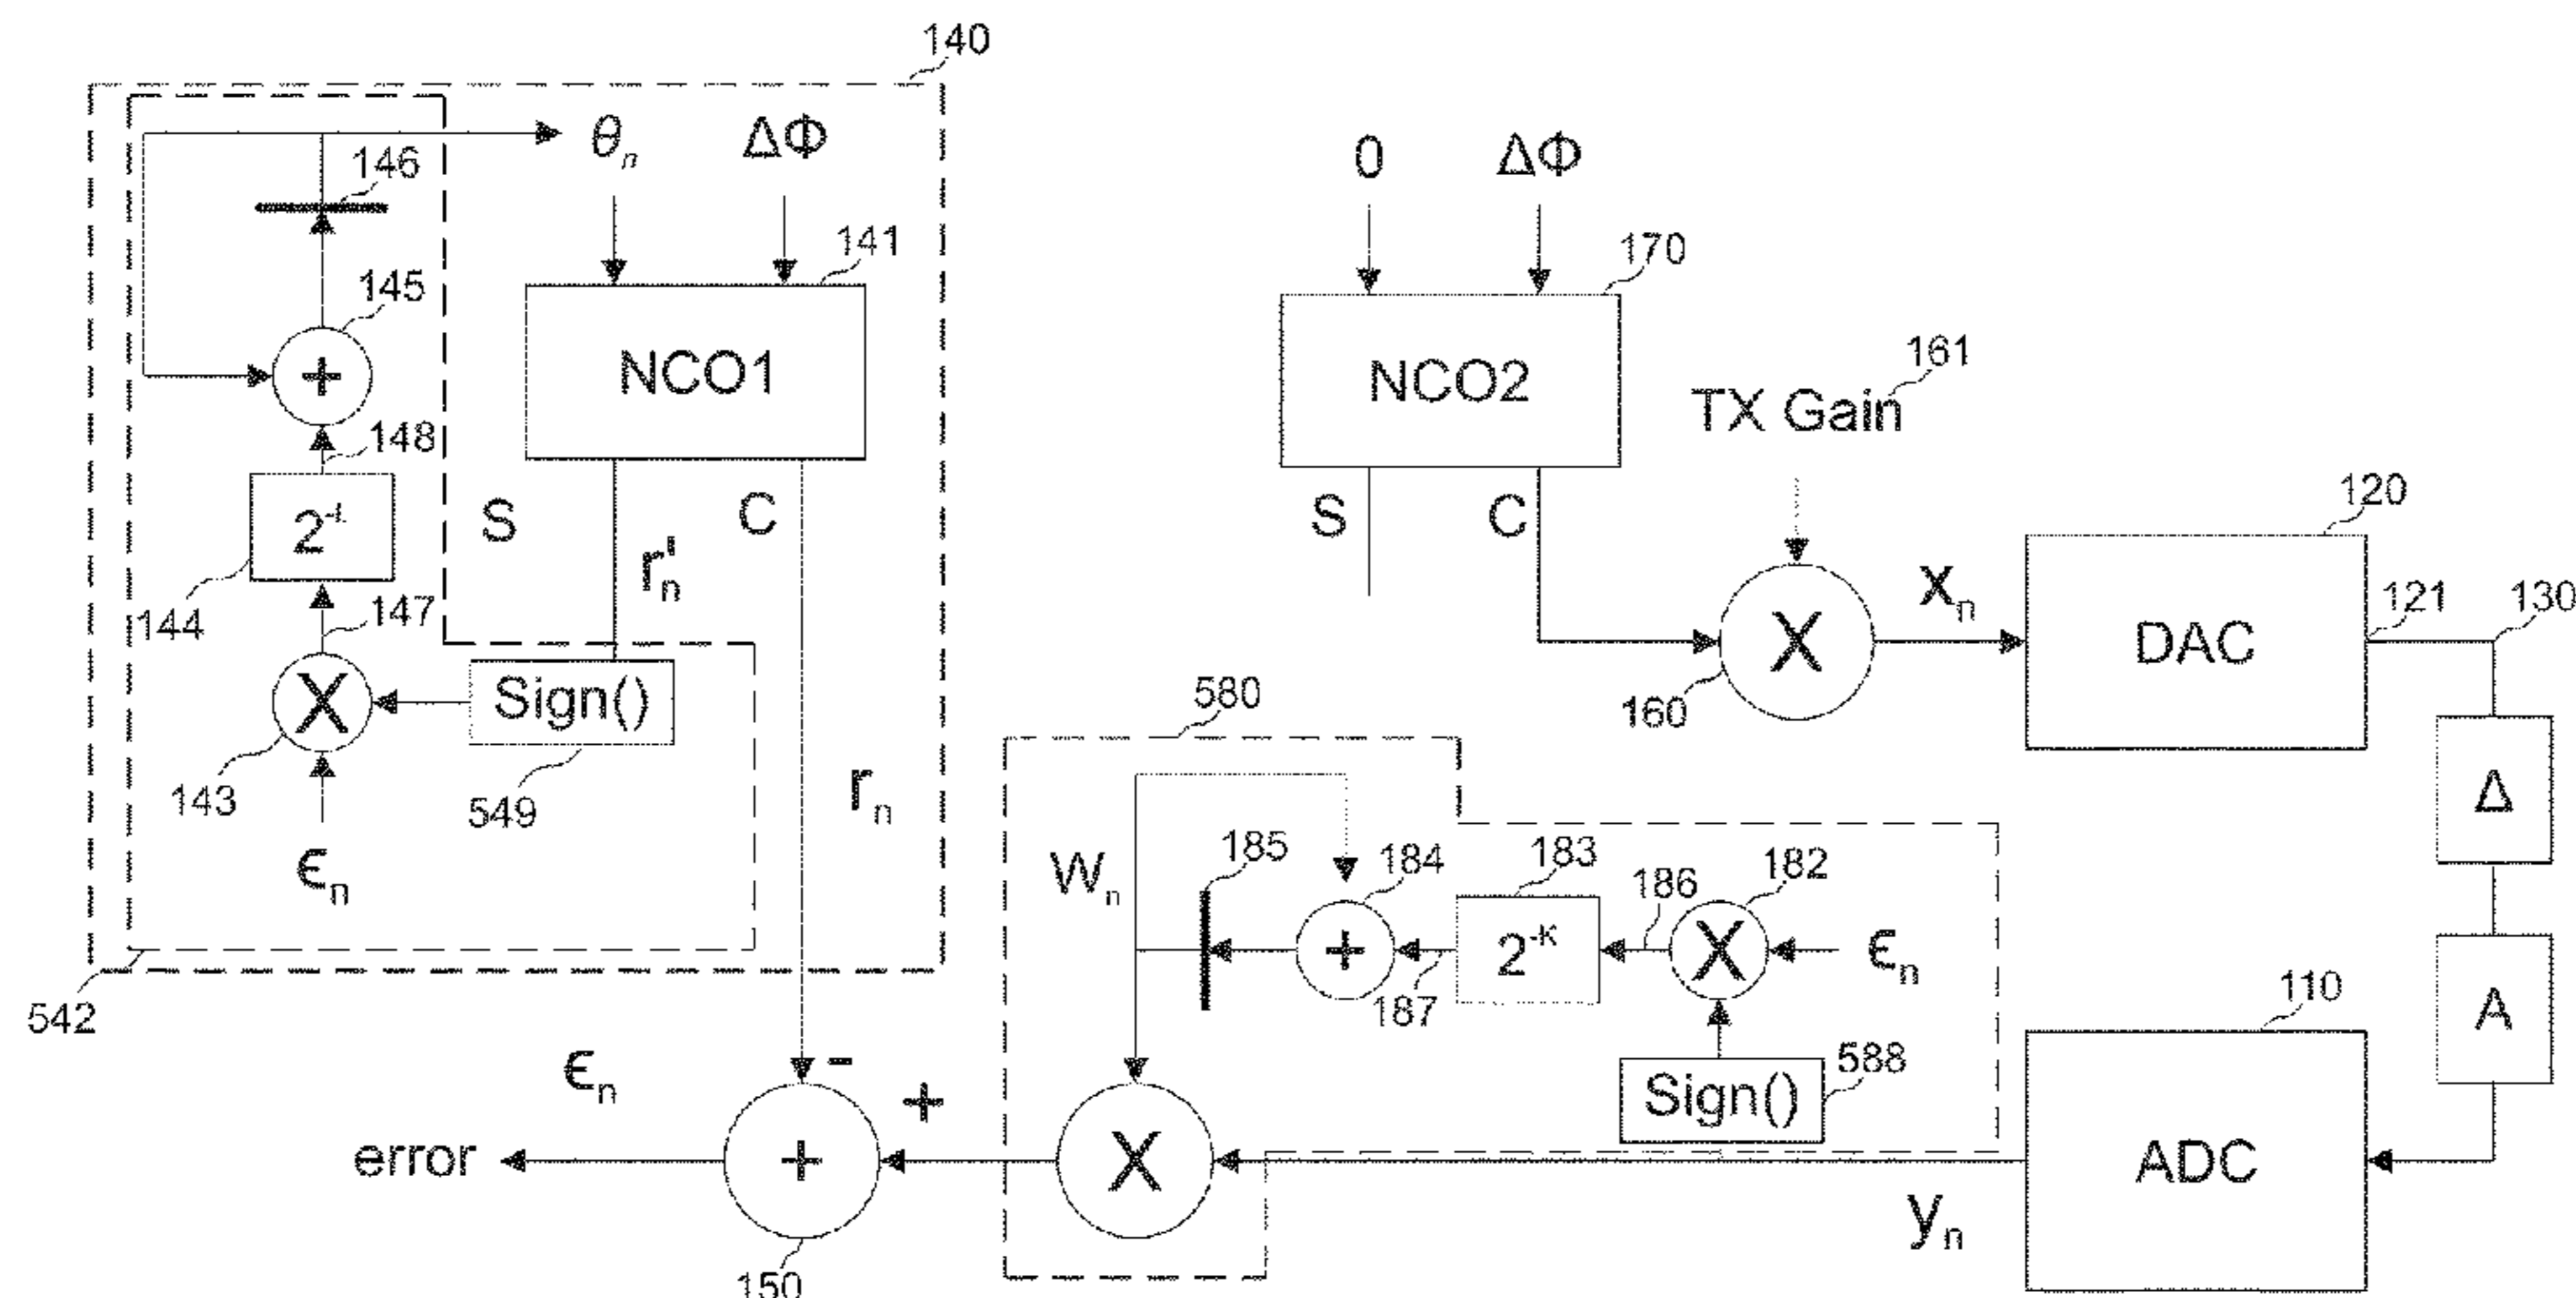 140
θn ΔΦ
146
0 ΔΦ
141
170
145
NCO1
NCO2
161
TX Gain
148
S C
2
144
r'n
S C
120
xn
121
130
147
DAC
X
Sign()
X
160
580
143
549
rn
Δ
ϵn
Wn
185
184
183
186
182
+
2^-K
X
ϵn
187
A
110
542
588
Sign()
ϵn
-
+
error
+
X
yn
ADC
150